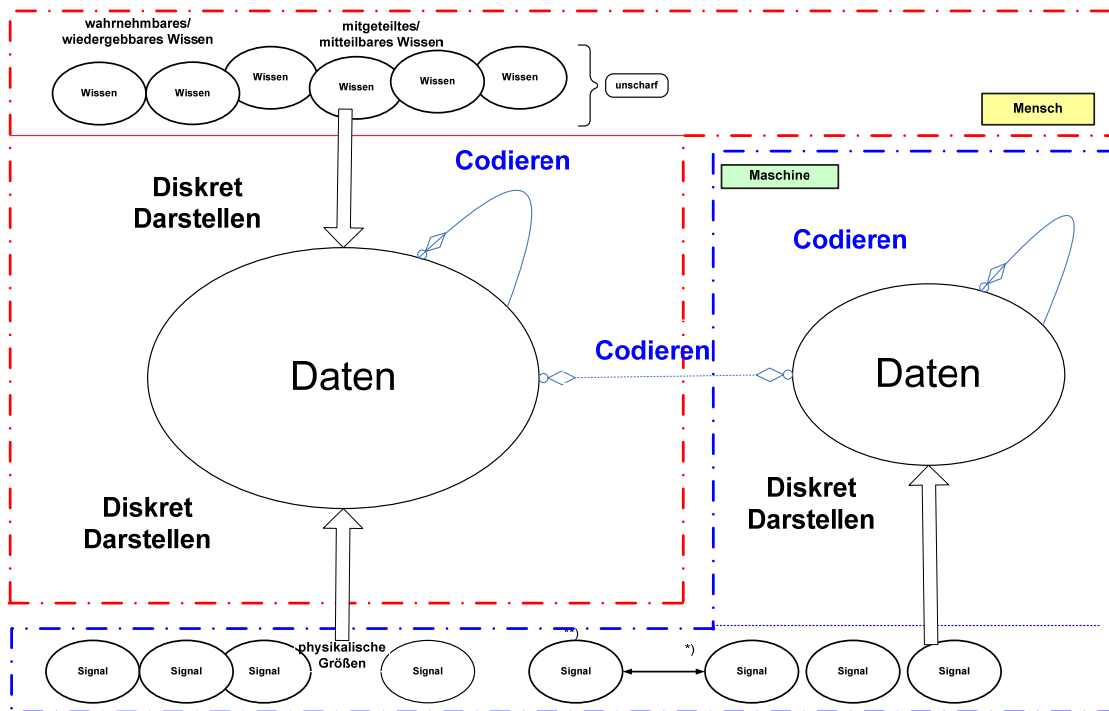 wahrnehmbares/
wiedergebbares Wissen
mitgeteiltes/
mitteilbares Wissen
Wissen
Wissen
Wissen
Wissen
Wissen
Wissen
unscharf
Mensch
Maschine
Codieren
Diskret
Darstellen
Codieren
Codieren
Daten
Daten
Diskret
Darstellen
Diskret
Darstellen
physikalische
Größen
**)
*)
Signal
Signal
Signal
Signal
Signal
Signal
Signal
Signal